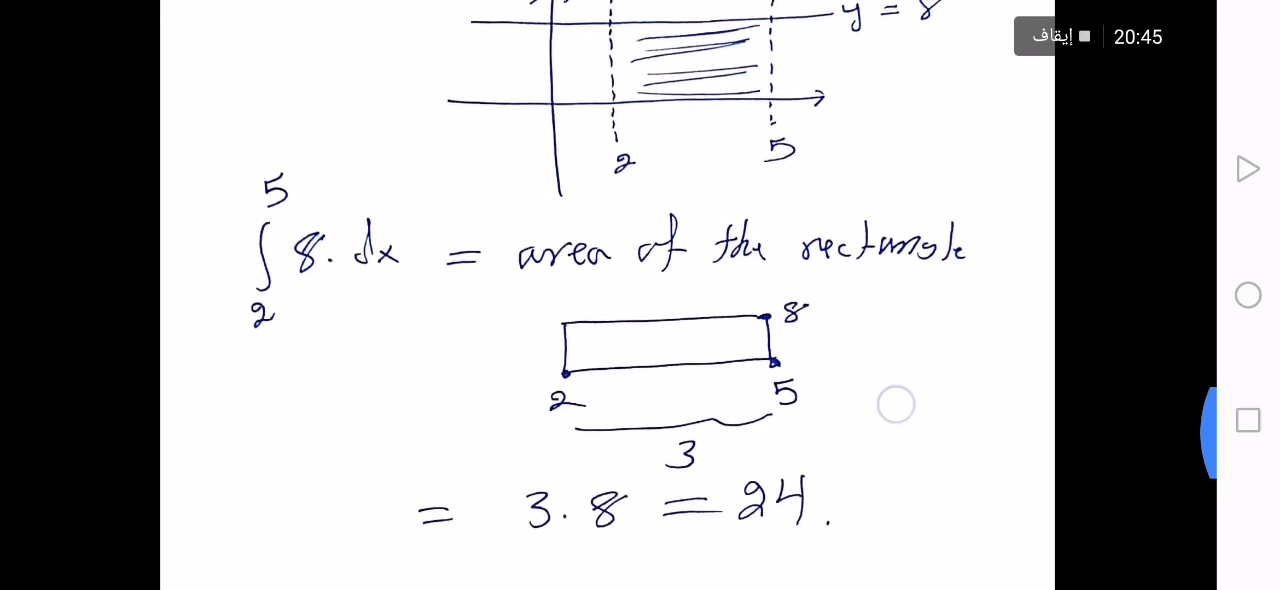 y = 8
إيقاف 20:45
2 5
5
∫ 8. dx = area of the rectangle
2
8
2 5
3
= 3.8 = 24.